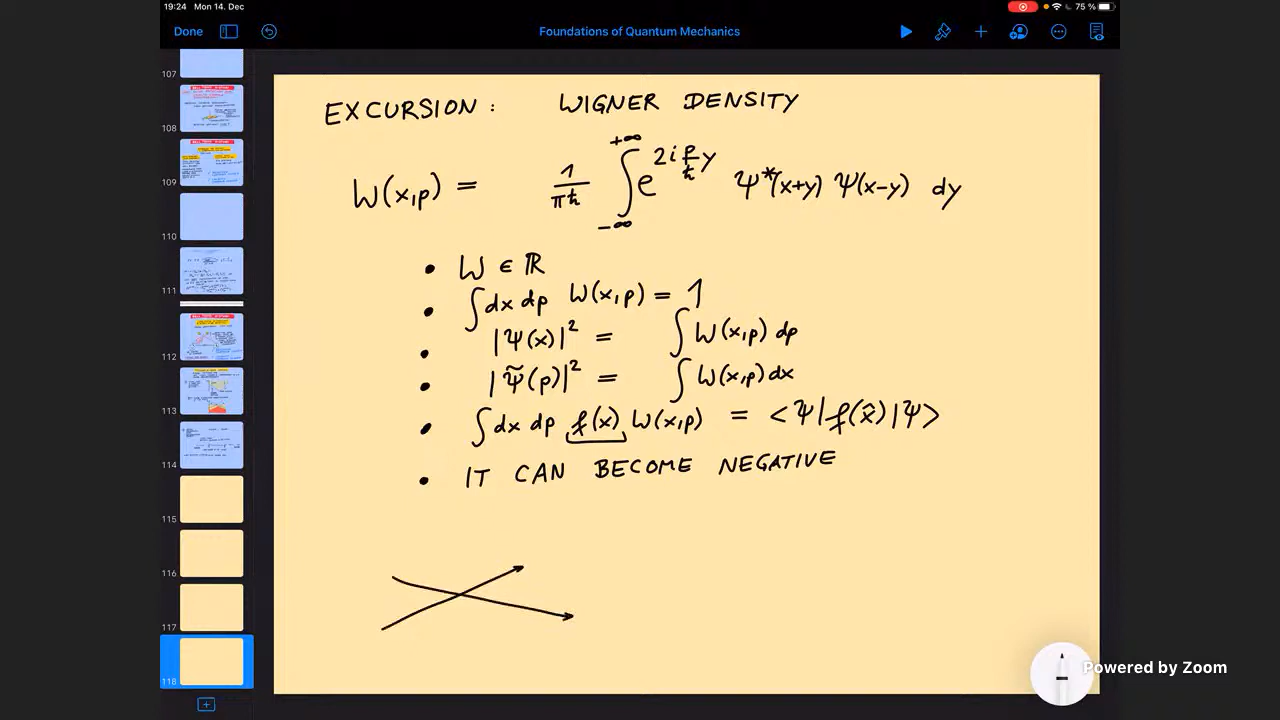 19:24 Mon 14. Dec
75 %
Done
Foundations of Quantum Mechanics
107
108
109
110
111
112
113
114
115
116
117
118
EXCURSION: WIGNER DENSITY
W(x,p) = 1/πħ ∫_{-∞}^{+∞} e^{2i p/ħ y} Ψ*(x+y) Ψ(x-y) dy
• W ∈ ℝ
• ∫dx dp W(x,p) = 1
• |Ψ(x)|² = ∫ W(x,p) dp
• |Ψ̃(p)|² = ∫ W(x,p) dx
• ∫dx dp f(x) W(x,p) = <Ψ|f(x̂)|Ψ>
• IT CAN BECOME NEGATIVE
Powered by Zoom